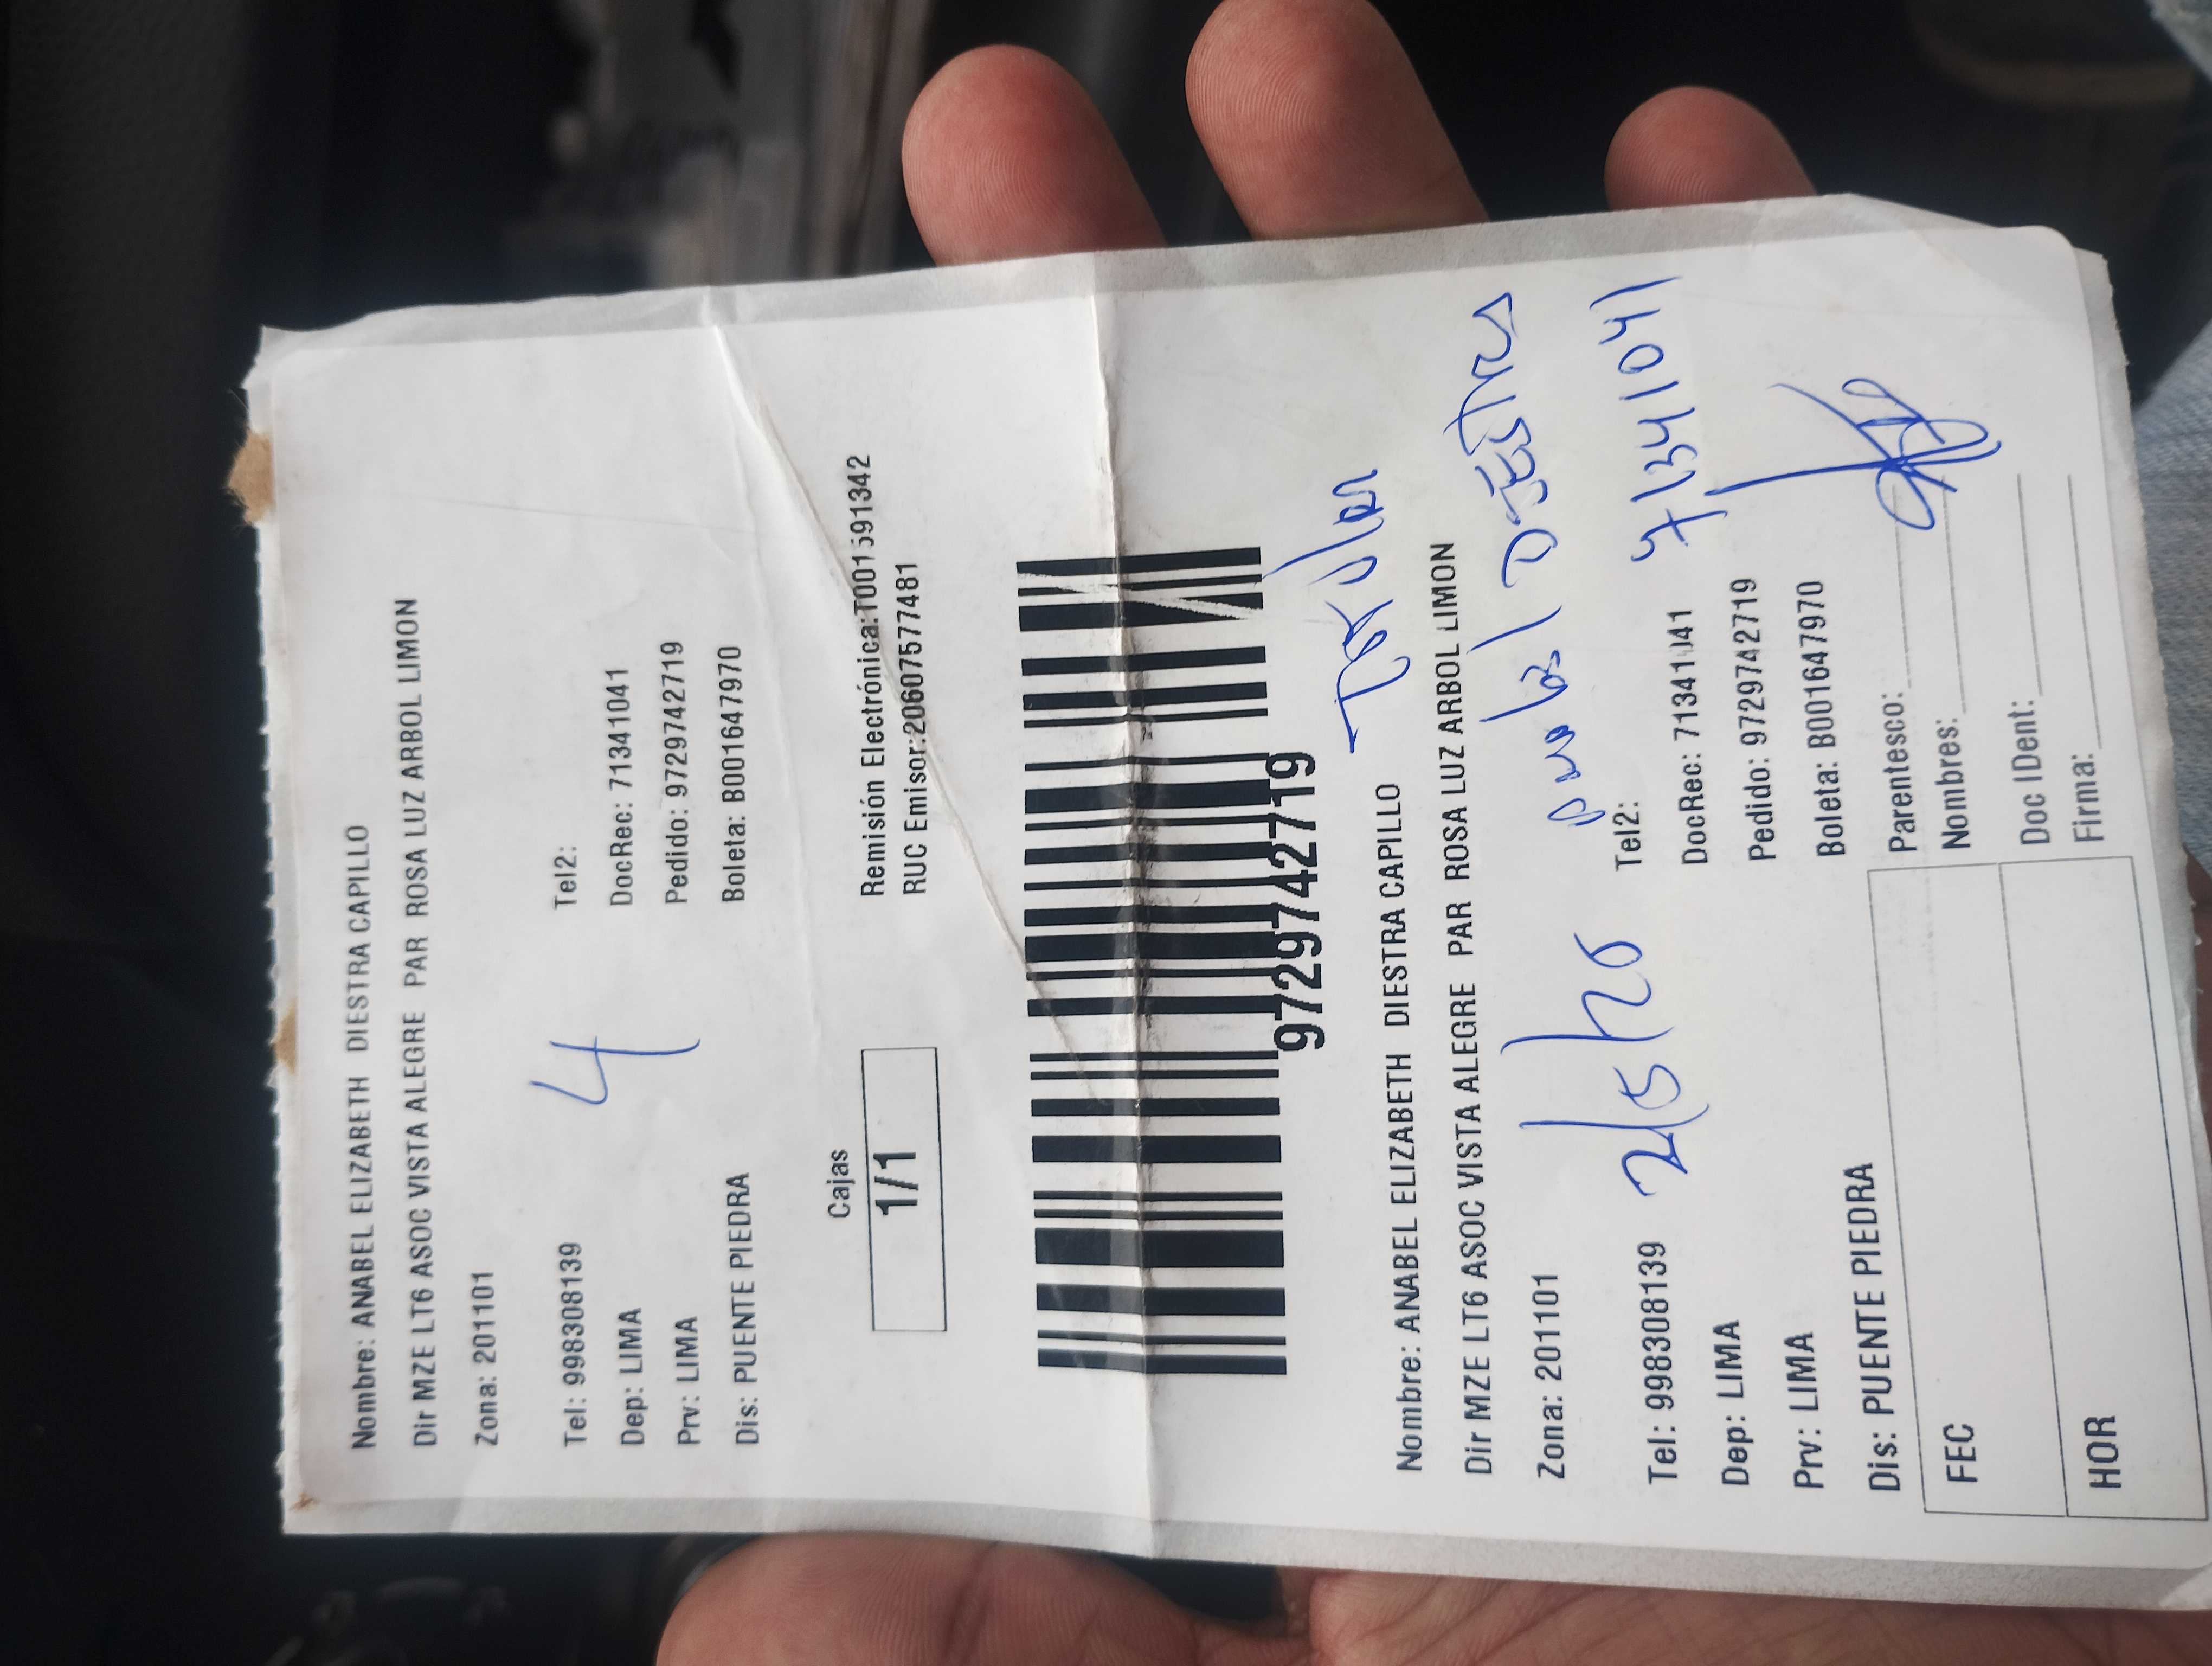 Nombre: ANABEL ELIZABETH DIESTRA CAPILLO
Dir MZE LT6 ASOC VISTA ALEGRE PAR ROSA LUZ ARBOL LIMON
Zona: 201101
4
Tel: 998308139 Tel2:
Dep: LIMA DocRec: 71341041
Prv: LIMA Pedido: 9729742719
Dis: PUENTE PIEDRA Boleta: B001647970
Cajas
1/1
Remisión Electrónica:T001591342
RUC Emisor:20607577481
9729742719
Nombre: ANABEL ELIZABETH DIESTRA CAPILLO
Dir MZE LT6 ASOC VISTA ALEGRE PAR ROSA LUZ ARBOL LIMON
Diestra
Zona: 201101
Tel: 998308139 Tel2:
71341041
Dep: LIMA DocRec: 71341041
Prv: LIMA Pedido: 9729742719
Dis: PUENTE PIEDRA Boleta: B001647970
FEC
HOR
Parentesco:
Nombres:
Doc IDent:
Firma: